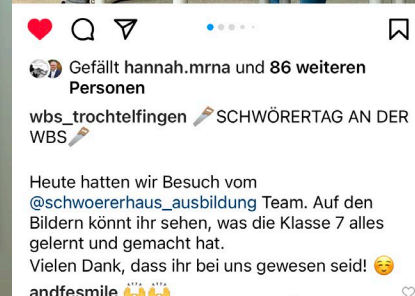 Gefällt hannah.mrna und 86 weiteren
Personen
wbs_trochtelfingen 🪚SCHWÖRERTAG AN DER
WBS🪚
Heute hatten wir Besuch vom
@schwoererhaus_ausbildung Team. Auf den
Bildern könnt ihr sehen, was die Klasse 7 alles
gelernt und gemacht hat.
Vielen Dank, dass ihr bei uns gewesen seid! ☺️
andfesmile 🙌🙌